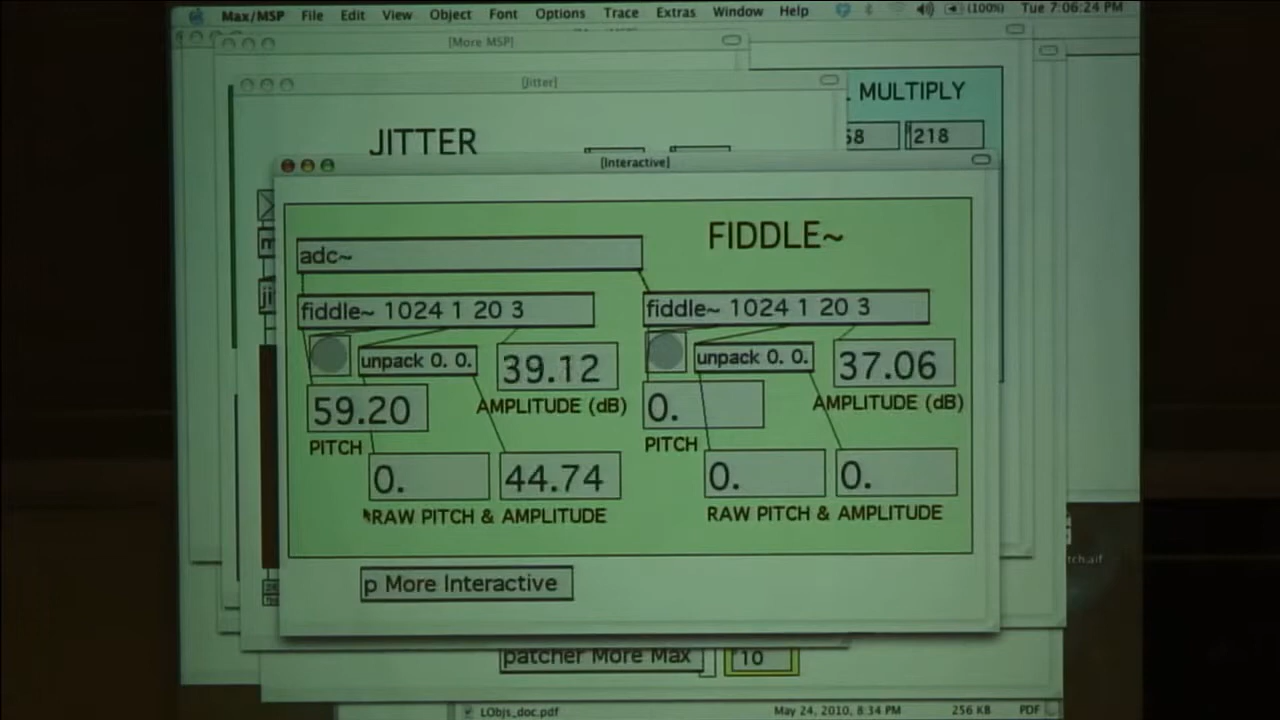 Max/MSP File Edit View Object Font Options Trace Extras Window Help (100%) Tue 7:06:24 PM
[More MSP]
[Jitter]
MULTIPLY
JITTER
68 218
[Interactive]
FIDDLE~
adc~
fiddle~ 1024 1 20 3
fiddle~ 1024 1 20 3
unpack 0. 0.
39.12
unpack 0. 0.
37.06
59.20
AMPLITUDE (dB)
0.
AMPLITUDE (dB)
PITCH
PITCH
0.
44.74
0.
0.
RAW PITCH & AMPLITUDE
RAW PITCH & AMPLITUDE
tch.aif
p More Interactive
patcher More Max
10
LObjs_doc.pdf May 24, 2010, 8:34 PM 256 KB PDF